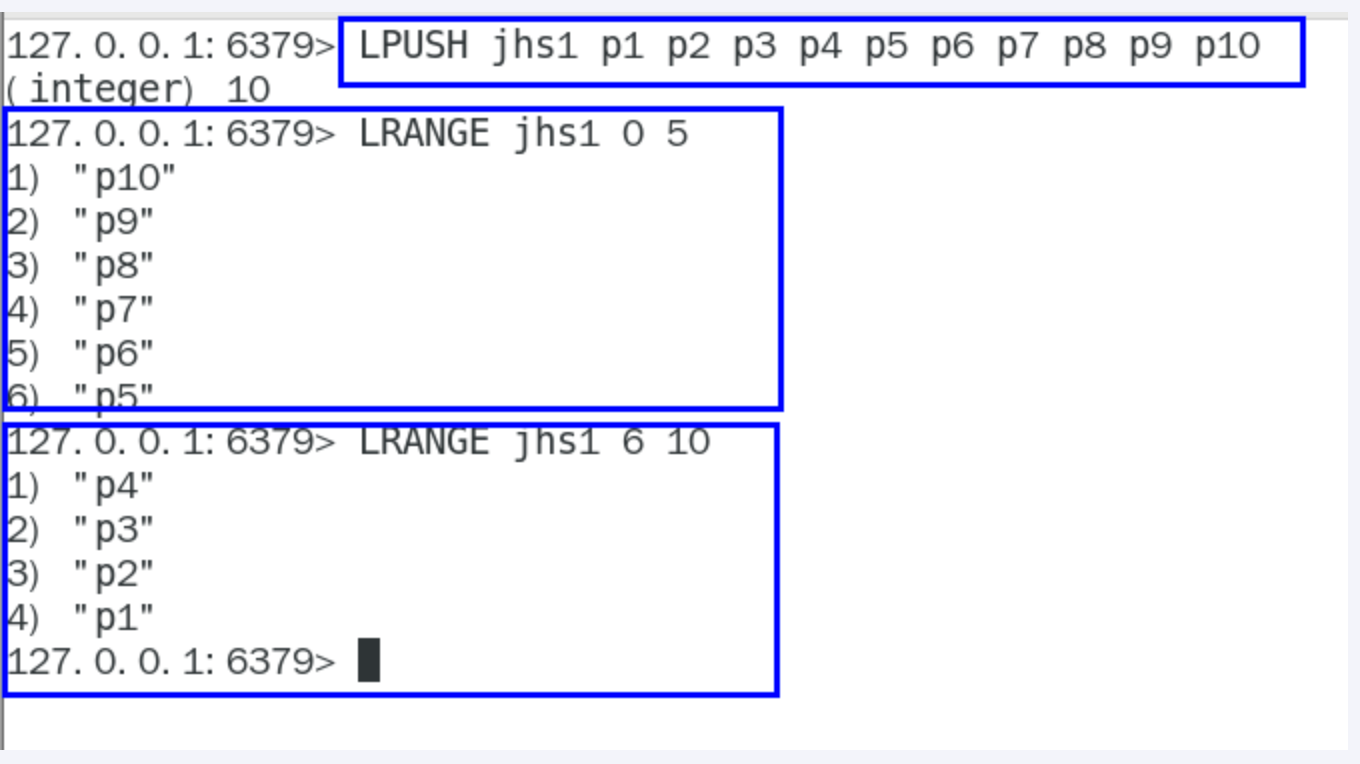 127.0.0.1:6379> LPUSH jhs1 p1 p2 p3 p4 p5 p6 p7 p8 p9 p10
(integer) 10
127.0.0.1:6379> LRANGE jhs1 0 5
1) "p10"
2) "p9"
3) "p8"
4) "p7"
5) "p6"
6) "p5"
127.0.0.1:6379> LRANGE jhs1 6 10
1) "p4"
2) "p3"
3) "p2"
4) "p1"
127.0.0.1:6379>